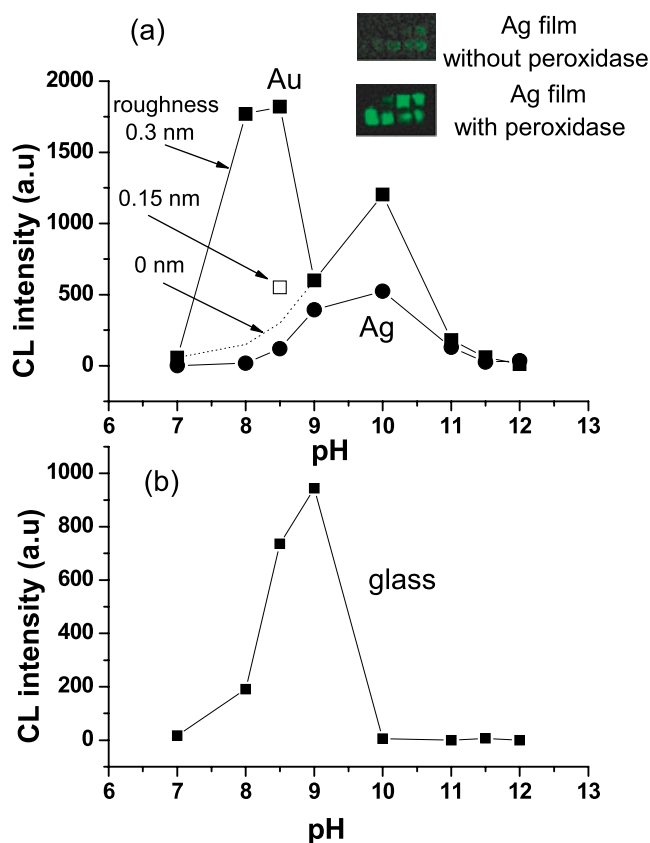 (a)
Ag film
without peroxidase
Ag film
with peroxidase
Au
roughness
0.3 nm
0.15 nm
0 nm
Ag
CL intensity (a.u)
2000
1500
1000
500
0
6 7 8 9 10 11 12 13
pH
(b)
glass
CL intensity (a.u)
1000
800
600
400
200
0
6 7 8 9 10 11 12 13
pH